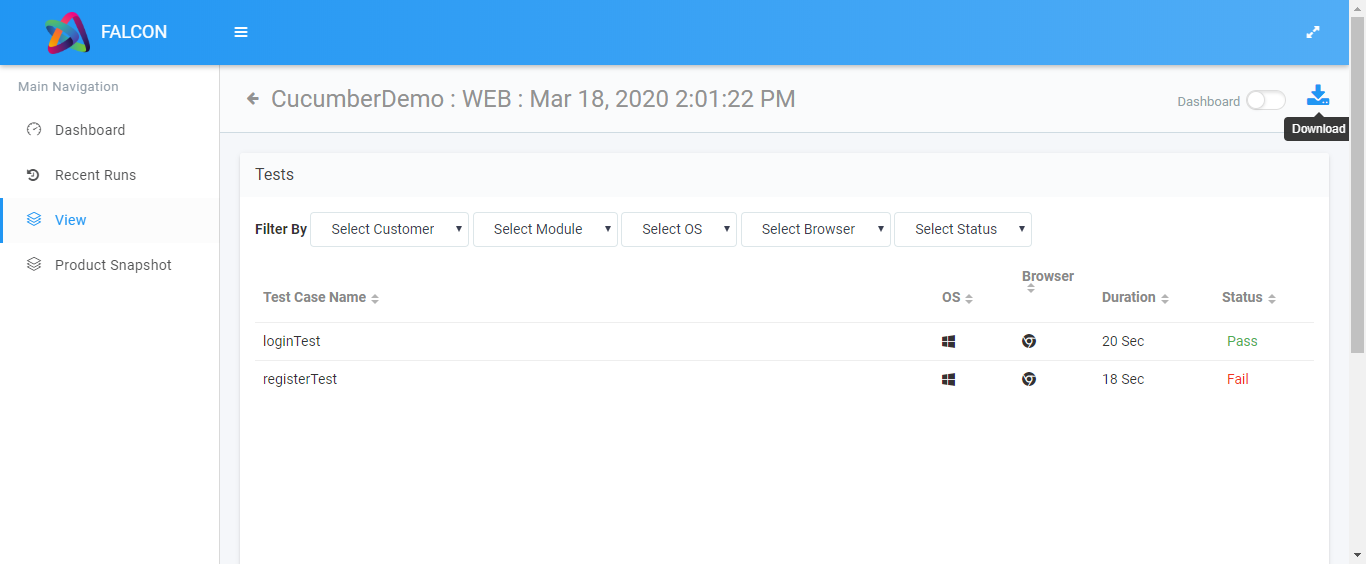 FALCON
Main Navigation
CucumberDemo : WEB : Mar 18, 2020 2:01:22 PM
Dashboard
Download
Dashboard
Recent Runs
View
Product Snapshot
Tests
Filter By Select Customer Select Module Select OS Select Browser Select Status
Test Case Name OS Browser Duration Status
loginTest 20 Sec Pass
registerTest 18 Sec Fail